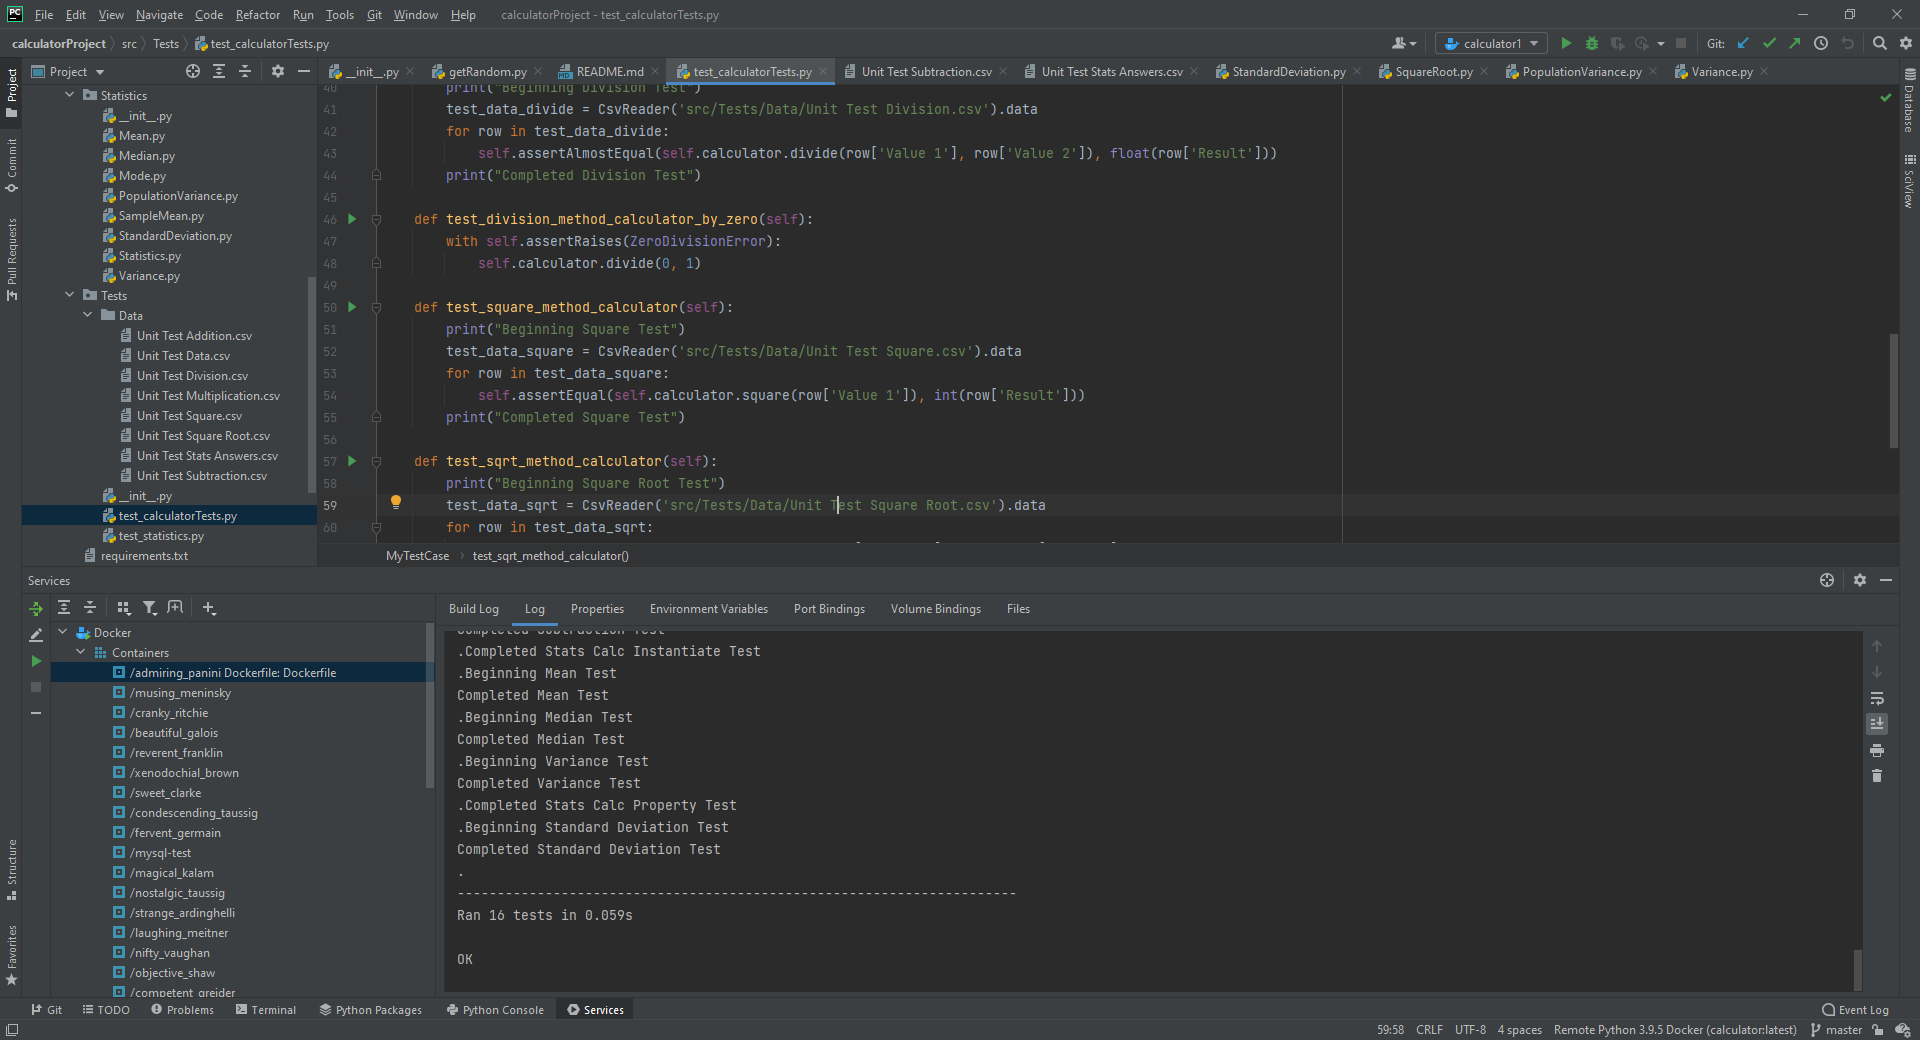 PC File Edit View Navigate Code Refactor Run Tools Git Window Help calculatorProject - test_calculatorTests.py
calculatorProject src Tests test_calculatorTests.py calculator1 Git:
Project
__init__.py getRandom.py README.md test_calculatorTests.py Unit Test Subtraction.csv Unit Test Stats Answers.csv StandardDeviation.py SquareRoot.py PopulationVariance.py Variance.py
Project
Commit
Pull Requests
Structure
Favorites
Database
SciView
Statistics
__init__.py
Mean.py
Median.py
Mode.py
PopulationVariance.py
SampleMean.py
StandardDeviation.py
Statistics.py
Variance.py
Tests
Data
Unit Test Addition.csv
Unit Test Data.csv
Unit Test Division.csv
Unit Test Multiplication.csv
Unit Test Square.csv
Unit Test Square Root.csv
Unit Test Stats Answers.csv
Unit Test Subtraction.csv
__init__.py
test_calculatorTests.py
test_statistics.py
requirements.txt
40 print("Beginning Division Test")
41 test_data_divide = CsvReader('src/Tests/Data/Unit Test Division.csv').data
42 for row in test_data_divide:
43 self.assertAlmostEqual(self.calculator.divide(row['Value 1'], row['Value 2']), float(row['Result']))
44 print("Completed Division Test")
45
46 def test_division_method_calculator_by_zero(self):
47 with self.assertRaises(ZeroDivisionError):
48 self.calculator.divide(0, 1)
49
50 def test_square_method_calculator(self):
51 print("Beginning Square Test")
52 test_data_square = CsvReader('src/Tests/Data/Unit Test Square.csv').data
53 for row in test_data_square:
54 self.assertEqual(self.calculator.square(row['Value 1']), int(row['Result']))
55 print("Completed Square Test")
56
57 def test_sqrt_method_calculator(self):
58 print("Beginning Square Root Test")
59 test_data_sqrt = CsvReader('src/Tests/Data/Unit Test Square Root.csv').data
60 for row in test_data_sqrt:
MyTestCase test_sqrt_method_calculator()
Services
Build Log Log Properties Environment Variables Port Bindings Volume Bindings Files
Docker
Containers
/admiring_panini Dockerfile: Dockerfile
/musing_meninsky
/cranky_ritchie
/beautiful_galois
/reverent_franklin
/xenodochial_brown
/sweet_clarke
/condescending_taussig
/fervent_germain
/mysql-test
/magical_kalam
/nostalgic_taussig
/strange_ardinghelli
/laughing_meitner
/nifty_vaughan
/objective_shaw
/competent_greider
Completed Subtraction Test
.Completed Stats Calc Instantiate Test
.Beginning Mean Test
Completed Mean Test
.Beginning Median Test
Completed Median Test
.Beginning Variance Test
Completed Variance Test
.Completed Stats Calc Property Test
.Beginning Standard Deviation Test
Completed Standard Deviation Test
.
----------------------------------------------------------------------
Ran 16 tests in 0.059s
OK
Git TODO Problems Terminal Python Packages Python Console Services Event Log
59:58 CRLF UTF-8 4 spaces Remote Python 3.9.5 Docker (calculator:latest) master